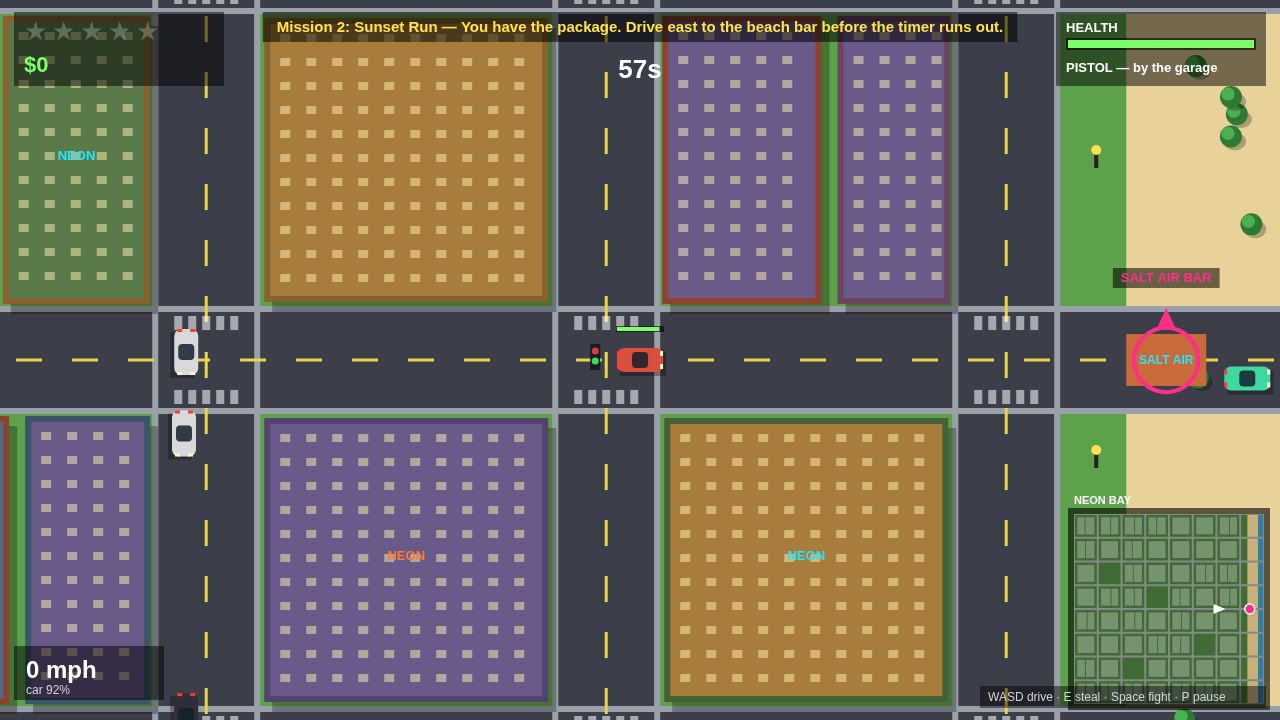 Mission 2: Sunset Run — You have the package. Drive east to the beach bar before the timer runs out.
$0
57s
HEALTH
PISTOL — by the garage
NEON
SALT AIR BAR
SALT AIR
NEON
NEON
NEON BAY
0 mph
car 92%
WASD drive · E steal · Space fight · P pause